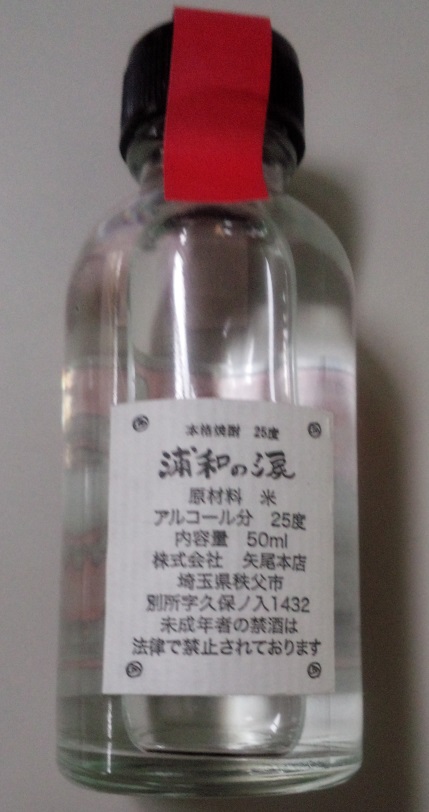 本格焼酎 25度
浦和の涙
原材料 米
アルコール分 25度
内容量 50ml
株式会社 矢尾本店
埼玉県秩父市
別所字久保ノ入1432
未成年者の禁酒は
法律で禁止されております